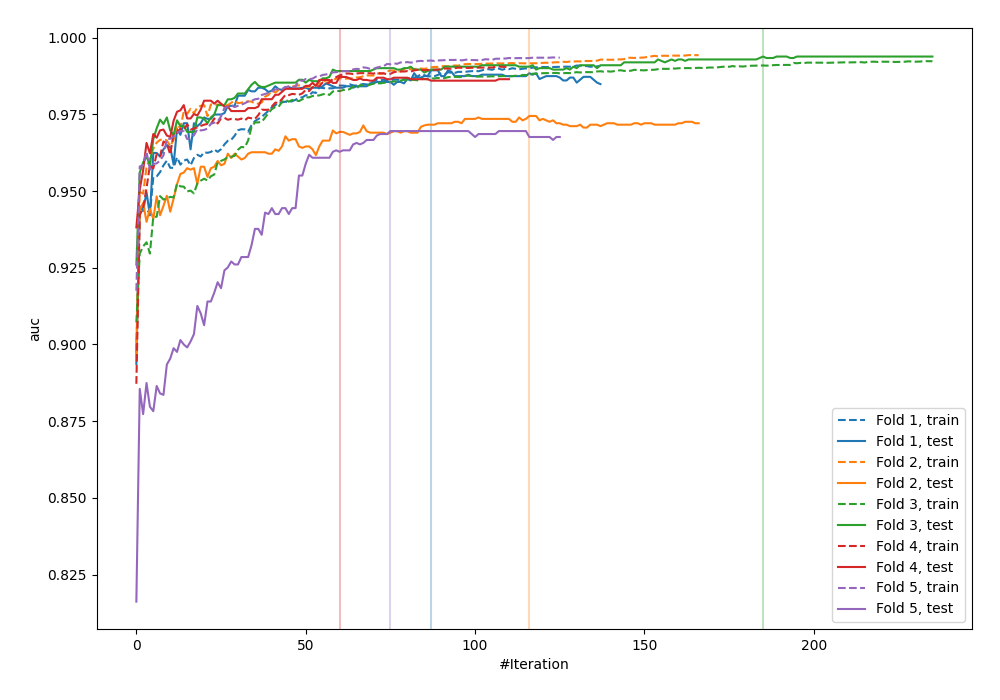 1.000
0.975
0.950
0.925
0.900
0.875
0.850
0.825
auc
0
50
100
150
200
#Iteration
Fold 1, train
Fold 1, test
Fold 2, train
Fold 2, test
Fold 3, train
Fold 3, test
Fold 4, train
Fold 4, test
Fold 5, train
Fold 5, test